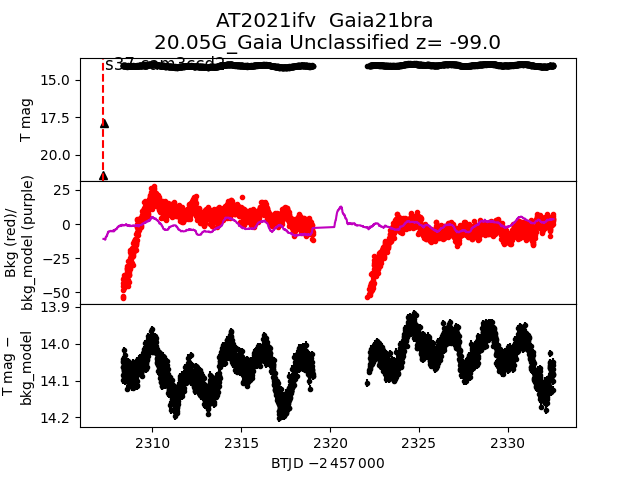 AT2021ifv  Gaia21bra
20.05G_Gaia Unclassified z= -99.0
s37 cam3ccd2
T mag
15.0
17.5
20.0
Bkg (red)/
bkg_model (purple)
25
0
−25
−50
T mag −
bkg_model
13.9
14.0
14.1
14.2
2310
2315
2320
2325
2330
BTJD −2 457 000